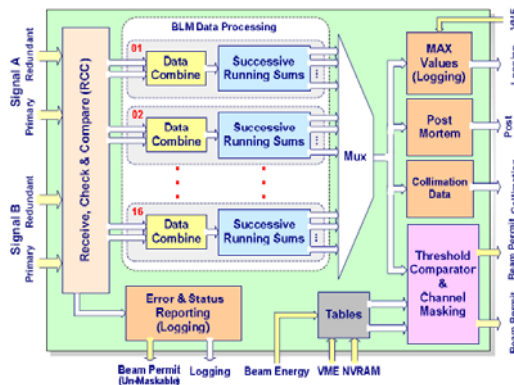 BLM Data Processing
Signal A
Redundant
Primary
Signal B
Redundant
Primary
Receive, Check & Compare (RCC)
01
Data
Combine
Successive
Running Sums
02
Data
Combine
Successive
Running Sums
16
Data
Combine
Successive
Running Sums
Mux
MAX
Values
(Logging)
Post
Mortem
Collimation
Data
Threshold
Comparator
&
Channel
Masking
Error & Status
Reporting
(Logging)
Tables
Beam Permit
(Un-Maskable)
Logging
Beam Energy
VME
NVRAM
Post
Beam Permit
Beam Permit